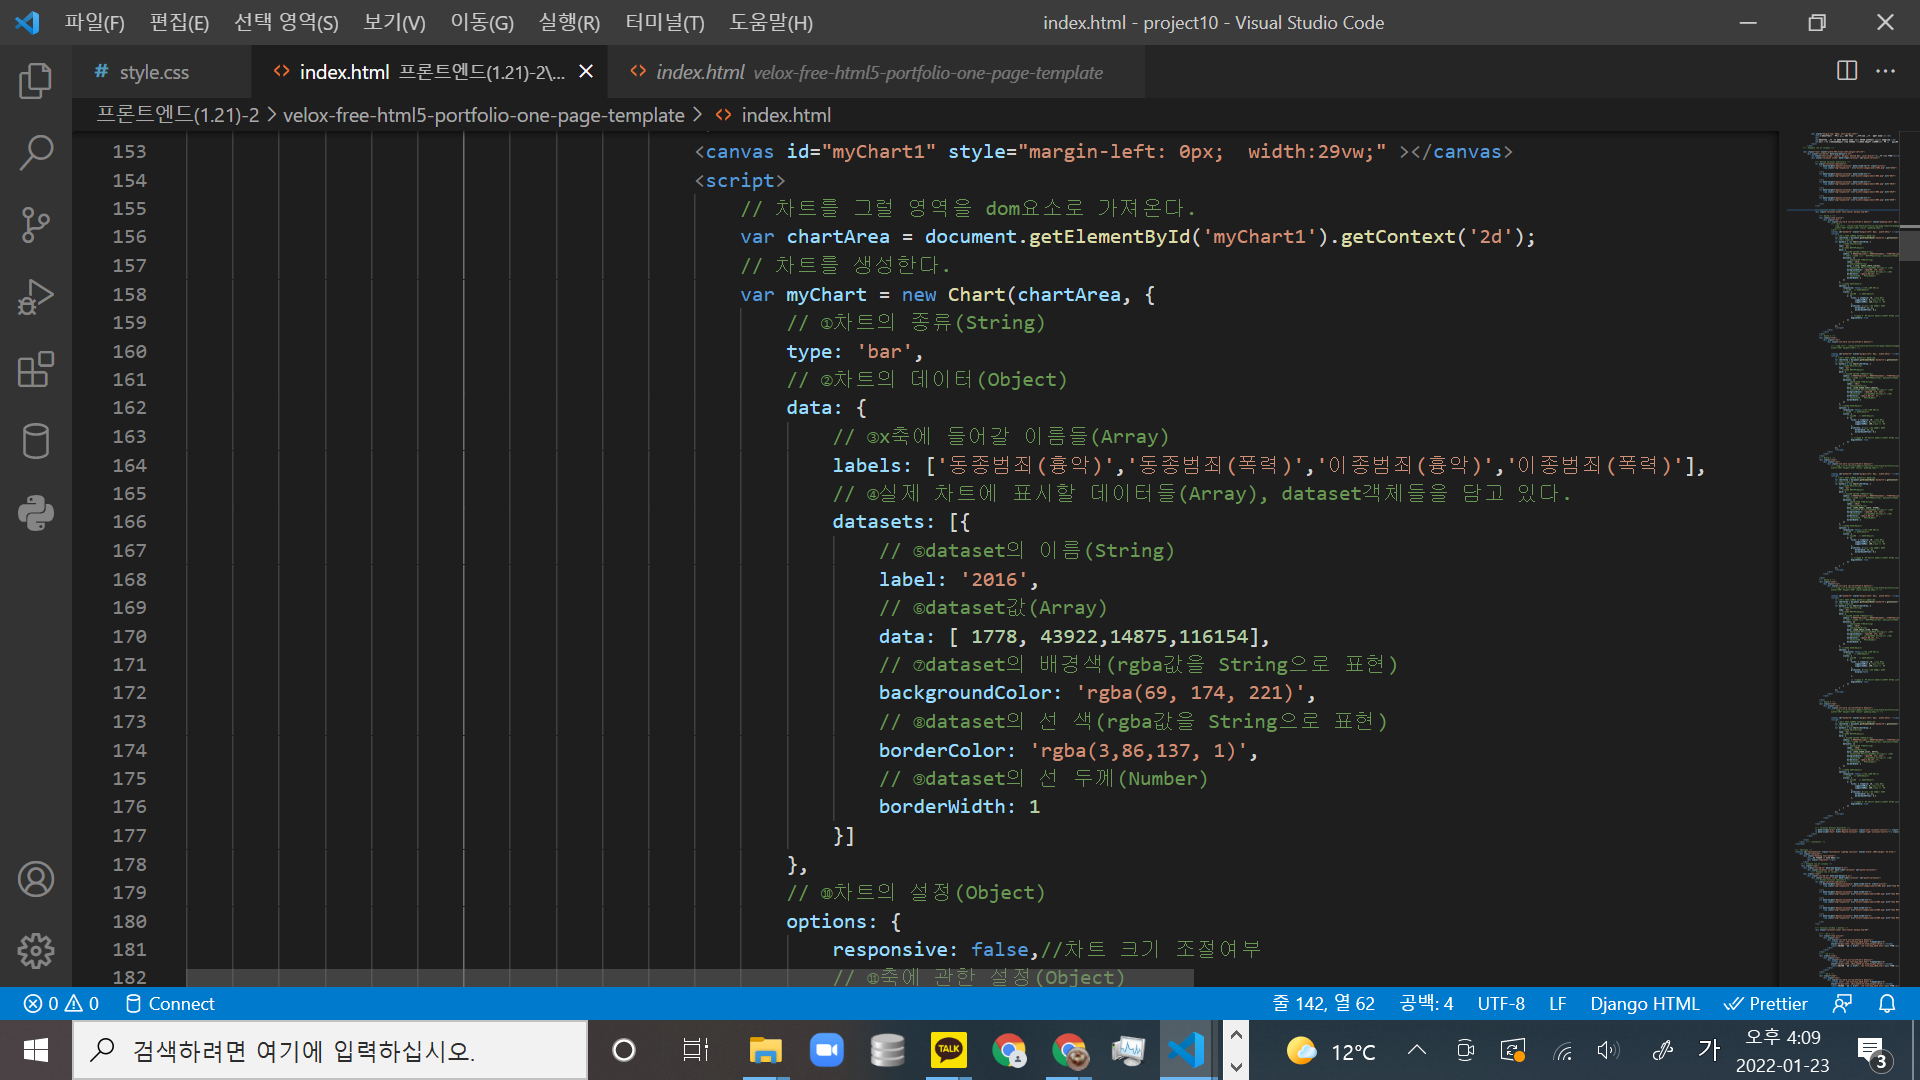 파일(F) 편집(E) 선택 영역(S) 보기(V) 이동(G) 실행(R) 터미널(T) 도움말(H) index.html - project10 - Visual Studio Code
# style.css <> index.html 프론트엔드(1.21)-2\... <> index.html velox-free-html5-portfolio-one-page-template
프론트엔드(1.21)-2 > velox-free-html5-portfolio-one-page-template > <> index.html
153 <canvas id="myChart1" style="margin-left: 0px;  width:29vw;" ></canvas>
154 <script>
155 // 차트를 그럴 영역을 dom요소로 가져온다.
156 var chartArea = document.getElementById('myChart1').getContext('2d');
157 // 차트를 생성한다.
158 var myChart = new Chart(chartArea, {
159 // ①차트의 종류(String)
160 type: 'bar',
161 // ②차트의 데이터(Object)
162 data: {
163 // ③x축에 들어갈 이름들(Array)
164 labels: ['동종범죄(흉악)','동종범죄(폭력)','이종범죄(흉악)','이종범죄(폭력)'],
165 // ④실제 차트에 표시할 데이터들(Array), dataset객체들을 담고 있다.
166 datasets: [{
167 // ⑤dataset의 이름(String)
168 label: '2016',
169 // ⑥dataset값(Array)
170 data: [ 1778, 43922,14875,116154],
171 // ⑦dataset의 배경색(rgba값을 String으로 표현)
172 backgroundColor: 'rgba(69, 174, 221)',
173 // ⑧dataset의 선 색(rgba값을 String으로 표현)
174 borderColor: 'rgba(3,86,137, 1)',
175 // ⑨dataset의 선 두께(Number)
176 borderWidth: 1
177 }]
178 },
179 // ⑩차트의 설정(Object)
180 options: {
181 responsive: false,//차트 크기 조절여부
182 // ⑪축에 관한 설정(Object)
0 0 Connect 줄 142, 열 62 공백: 4 UTF-8 LF Django HTML Prettier
검색하려면 여기에 입력하십시오. TALK 12°C 가 오후 4:09
2022-01-23 3